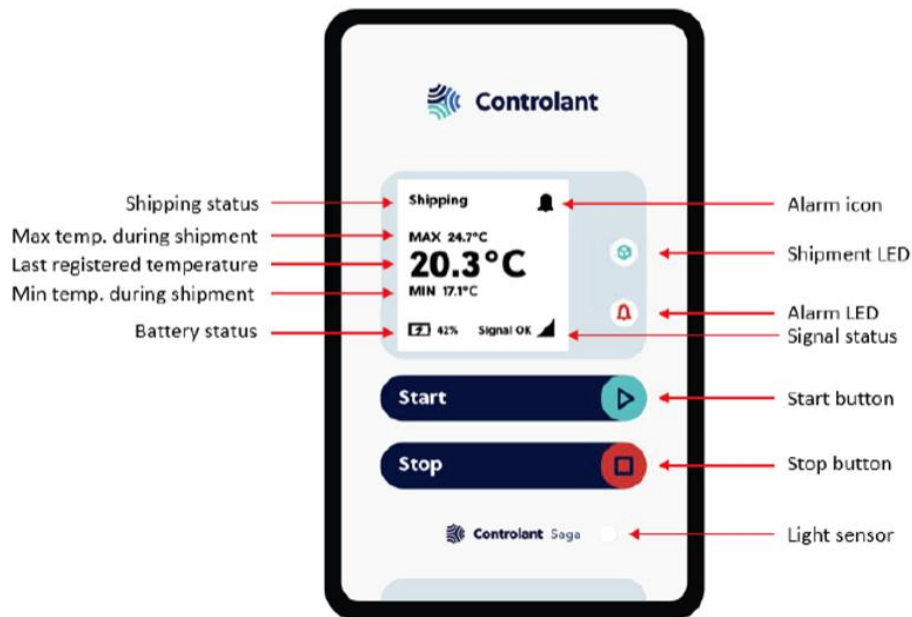 Controlant
Shipping status
Max temp. during shipment
Last registered temperature
Min temp. during shipment
Battery status
Shipping
MAX 24.7°C
20.3°C
MIN 17.1°C
42% Signal OK
Alarm icon
Shipment LED
Alarm LED
Signal status
Start
Start button
Stop
Stop button
Controlant Saga
Light sensor